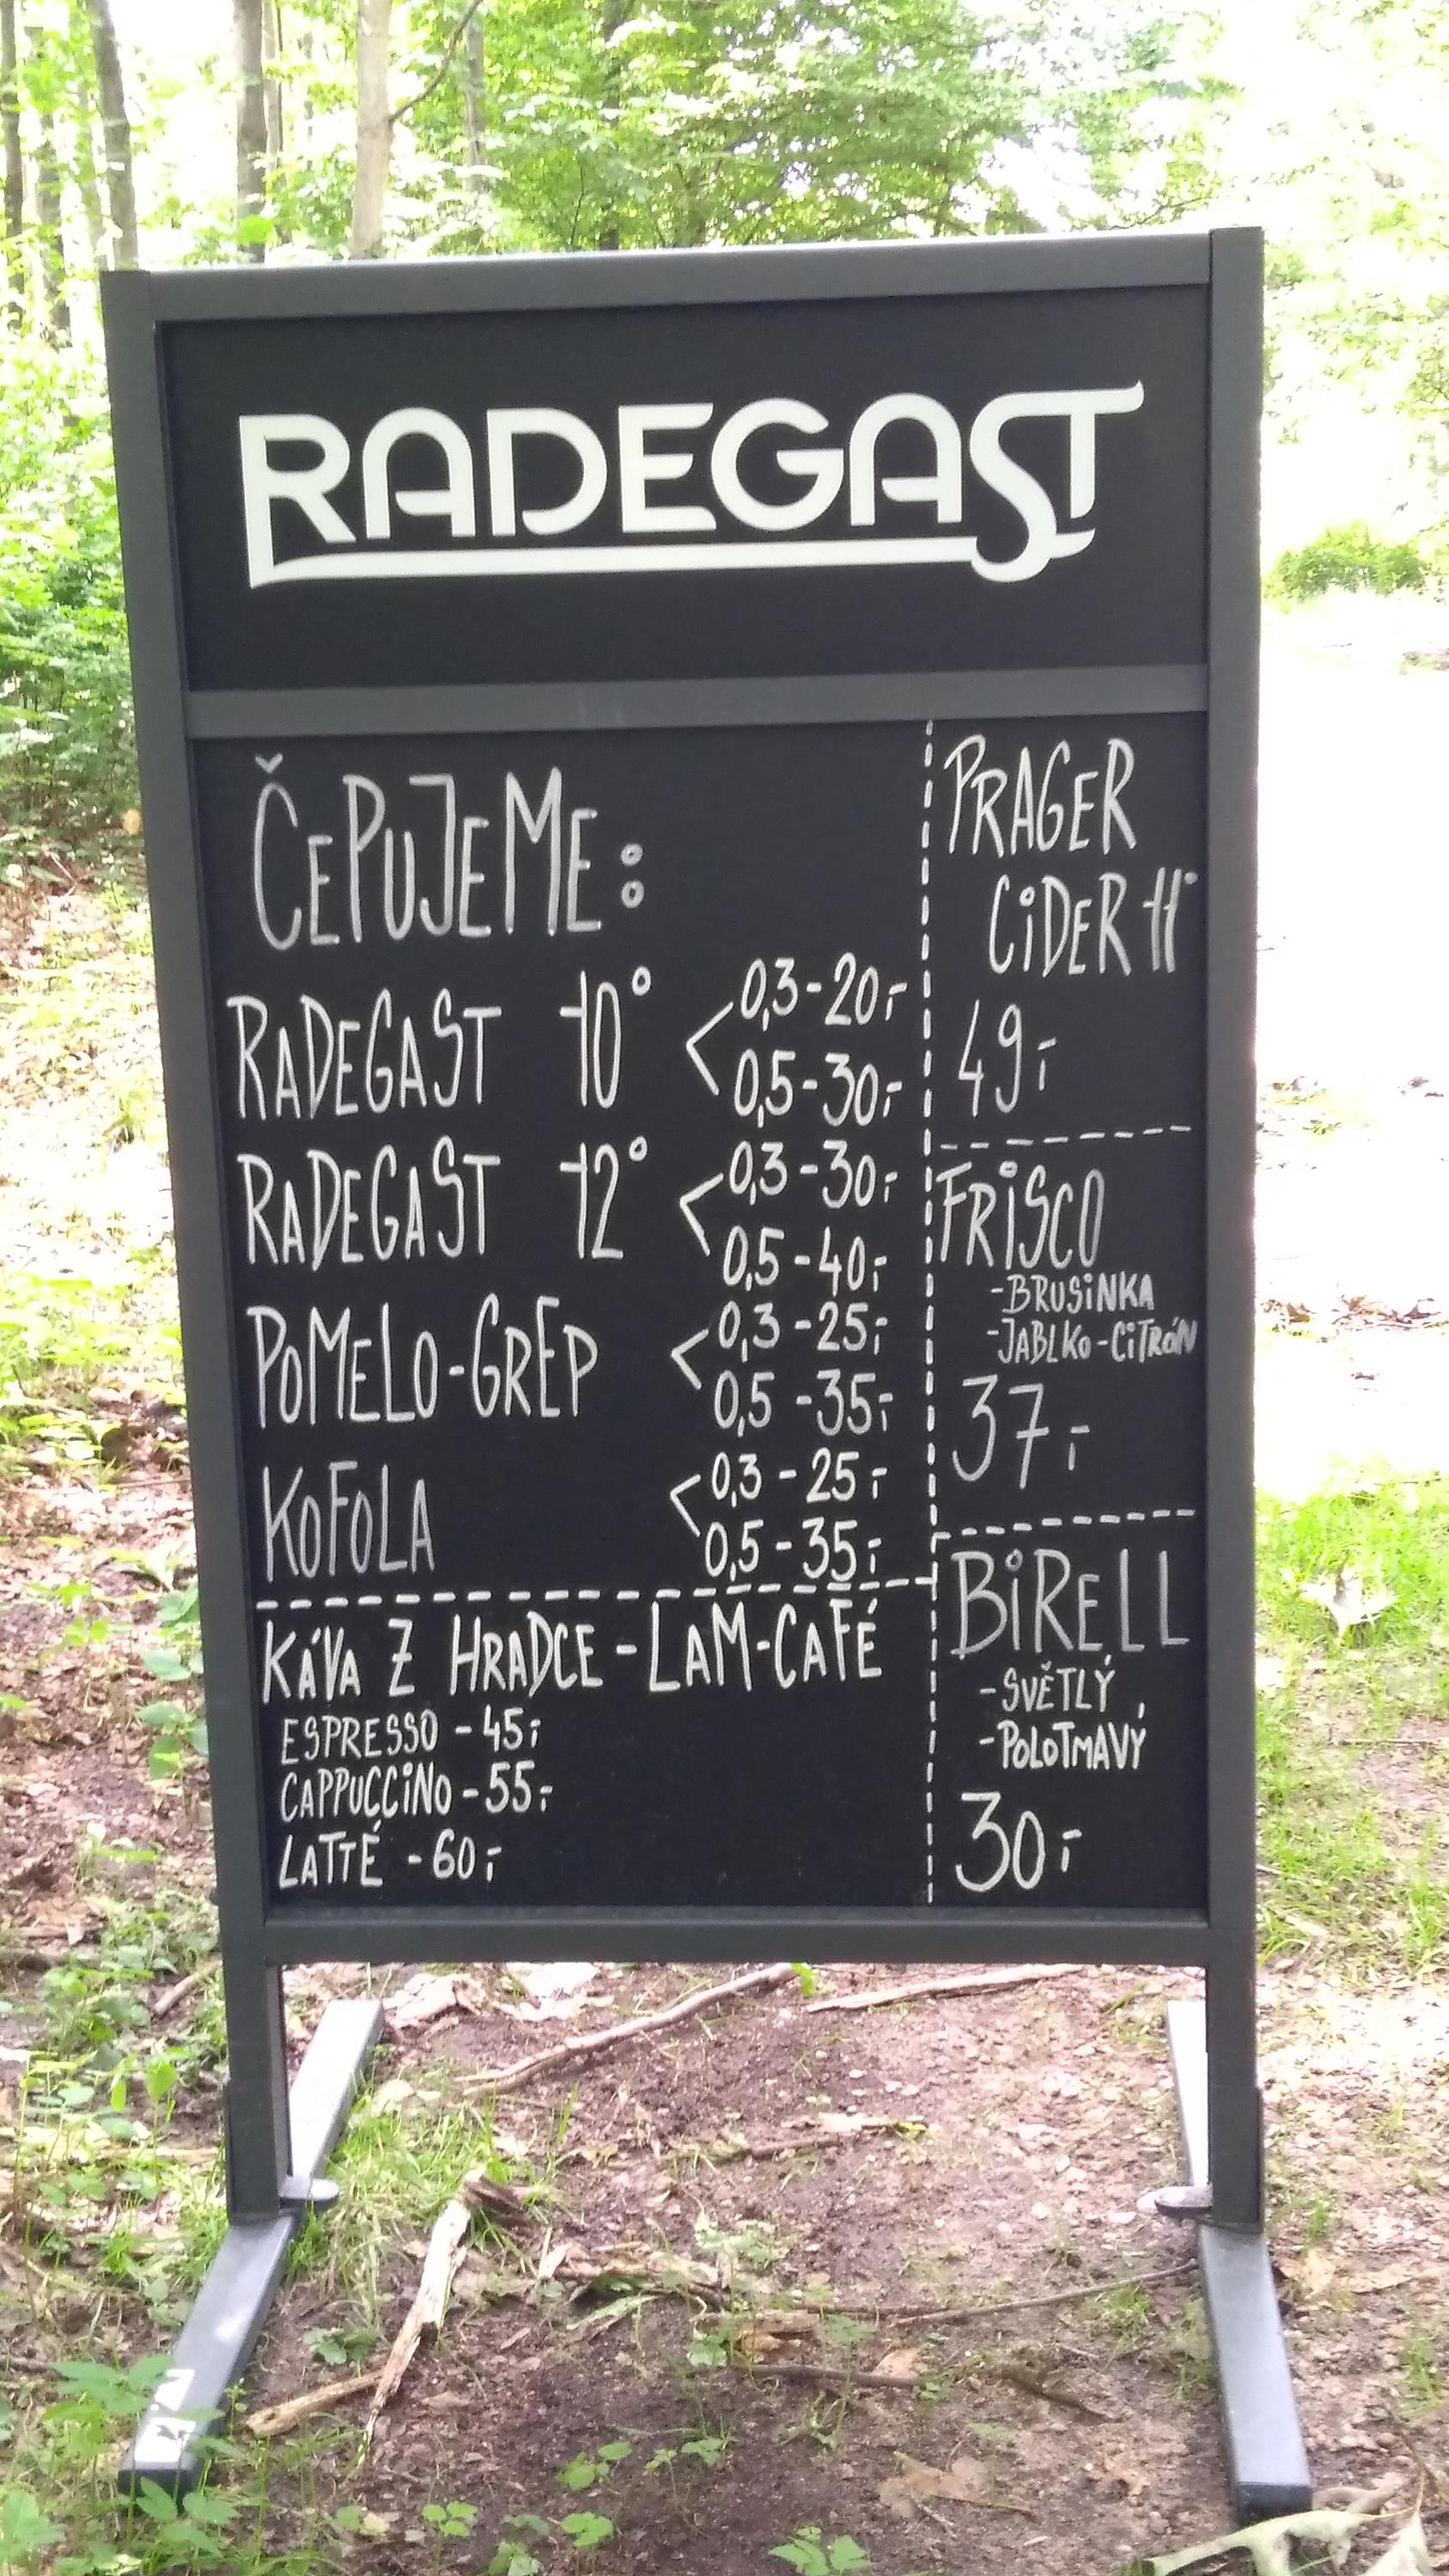 RADEGAST
ČEPUJEME:
RADEGAST 10°
0,3-20,-
0,5-30,-
RADEGAST 12°
0,3-30,-
0,5-40,-
POMELO-GREP
0,3-25,-
0,5-35,-
KOFOLA
0,3-25,-
0,5-35,-
KÁVA Z HRADCE-LAM-CAFÉ
ESPRESSO-45,-
CAPPUCCINO-55,-
LATTÉ-60,-
PRAGER
CIDER 11°
49,-
FRISCO
-BRUSINKA
-JABLKO-CITRÓN
37,-
BIRELL
-SVĚTLÝ,
-POLOTMAVÝ
30,-